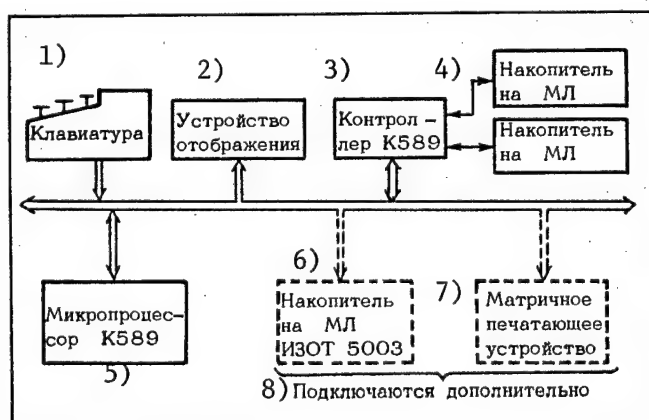 1)
Клавиатура
2)
Устройство
отображения
3)
Контрол -
лер К589
4)
Накопитель
на МЛ
Накопитель
на МЛ
Микропроцес-
сор К589
5)
6)
Накопитель
на МЛ
ИЗОТ 5003
7)
Матричное
печатающее
устройство
8) Подключаются дополнительно